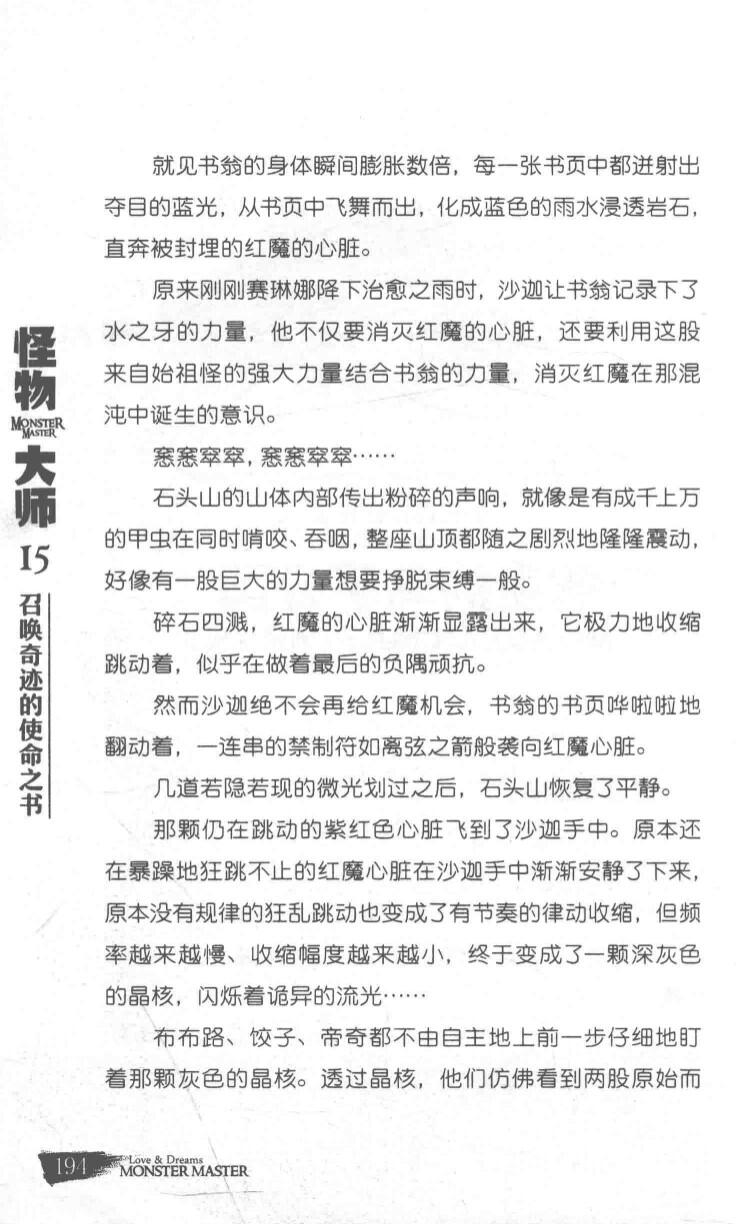 就见书翁的身体瞬间膨胀数倍，每一张书页中都迸射出
夺目的蓝光，从书页中飞舞而出，化成蓝色的雨水浸透岩石，
直奔被封埋的红魔的心脏。
原来刚刚赛琳娜降下治愈之雨时，沙迦让书翁记录下了
水之牙的力量，他不仅要消灭红魔的心脏，还要利用这股
来自始祖怪的强大力量结合书翁的力量，消灭红魔在那混
沌中诞生的意识。
窸窸窣窣，窸窸窣窣……
石头山的山体内部传出粉碎的声响，就像是有成千上万
的甲虫在同时啃咬、吞咽，整座山顶都随之剧烈地隆隆震动，
好像有一股巨大的力量想要挣脱束缚一般。
碎石四溅，红魔的心脏渐渐显露出来，它极力地收缩
跳动着，似乎在做着最后的负隅顽抗。
然而沙迦绝不会再给红魔机会，书翁的书页哗啦啦地
翻动着，一连串的禁制符如离弦之箭般袭向红魔心脏。
几道若隐若现的微光划过之后，石头山恢复了平静。
那颗仍在跳动的紫红色心脏飞到了沙迦手中。原本还
在暴躁地狂跳不止的红魔心脏在沙迦手中渐渐安静了下来，
原本没有规律的狂乱跳动也变成了有节奏的律动收缩，但频
率越来越慢、收缩幅度越来越小，终于变成了一颗深灰色
的晶核，闪烁着诡异的流光……
布布路、饺子、帝奇都不由自主地上前一步仔细地盯
着那颗灰色的晶核。透过晶核，他们仿佛看到两股原始而
怪物
MONSTER
MASTER
大师
15
召唤奇迹的使命之书
194
Love & Dreams
MONSTER MASTER